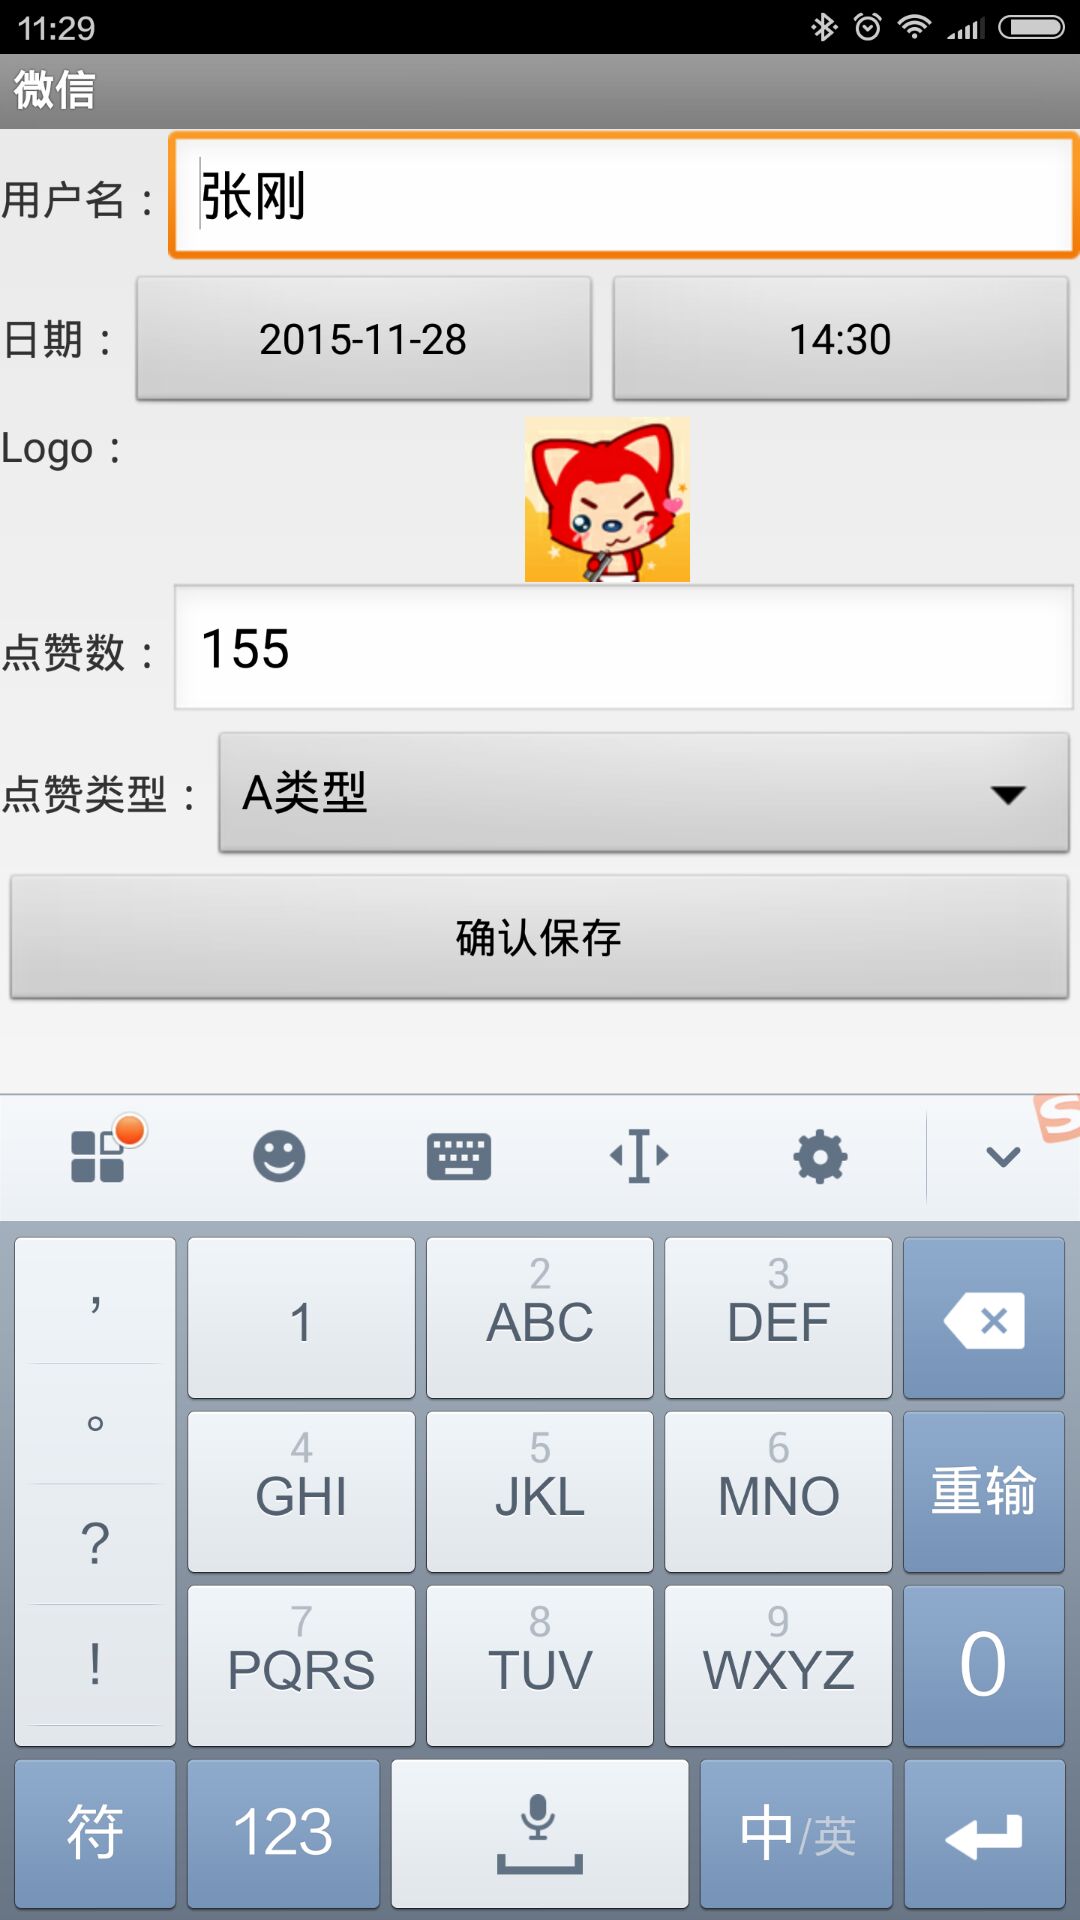 11:29
微信
用户名：
张刚
日期：
2015-11-28
14:30
Logo：
点赞数：
155
点赞类型：
A类型
确认保存
S
，
1
2
ABC
3
DEF
。
4
GHI
5
JKL
6
MNO
重输
?
7
PQRS
8
TUV
9
WXYZ
0
!
符
123
中/英